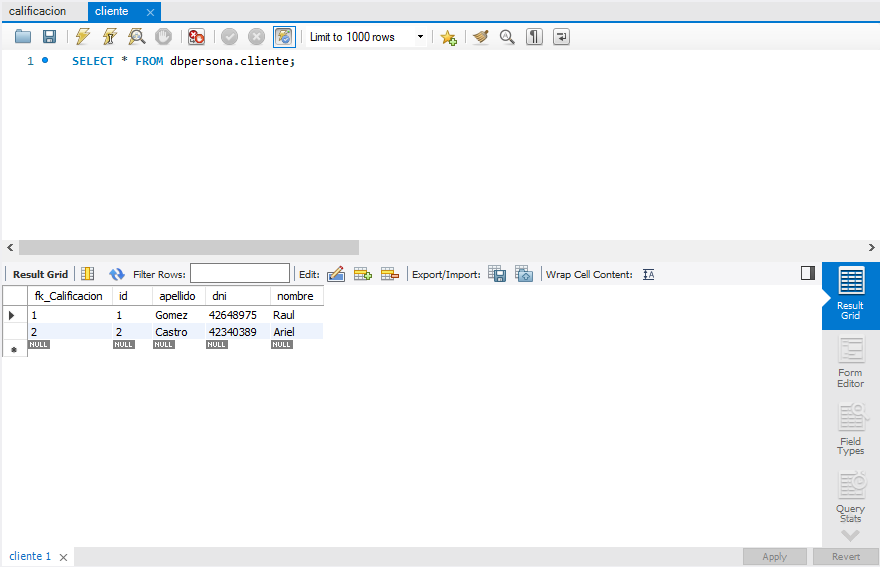 calificacion cliente
Limit to 1000 rows
1 SELECT * FROM dbpersona.cliente;
Result Grid Filter Rows: Edit: Export/Import: Wrap Cell Content:
fk_Calificacion id apellido dni nombre
1 1 Gomez 42648975 Raul
2 2 Castro 42340389 Ariel
NULL NULL NULL NULL NULL
Result
Grid
Form
Editor
Field
Types
Query
Stats
cliente 1 Apply Revert